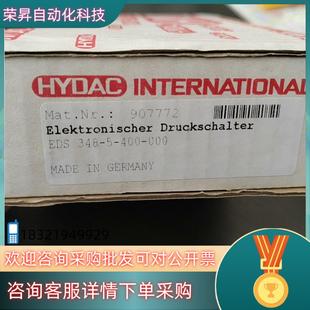 荣昇自动化科技
HYDAC INTERNATIONAL
Mat.Nr.: 907772
Elektronischer Druckschalter
EDS 348-5-400-000
MADE IN GERMANY
18321949929
欢迎咨询采购批发可对公开票
咨询客服详情下单采购